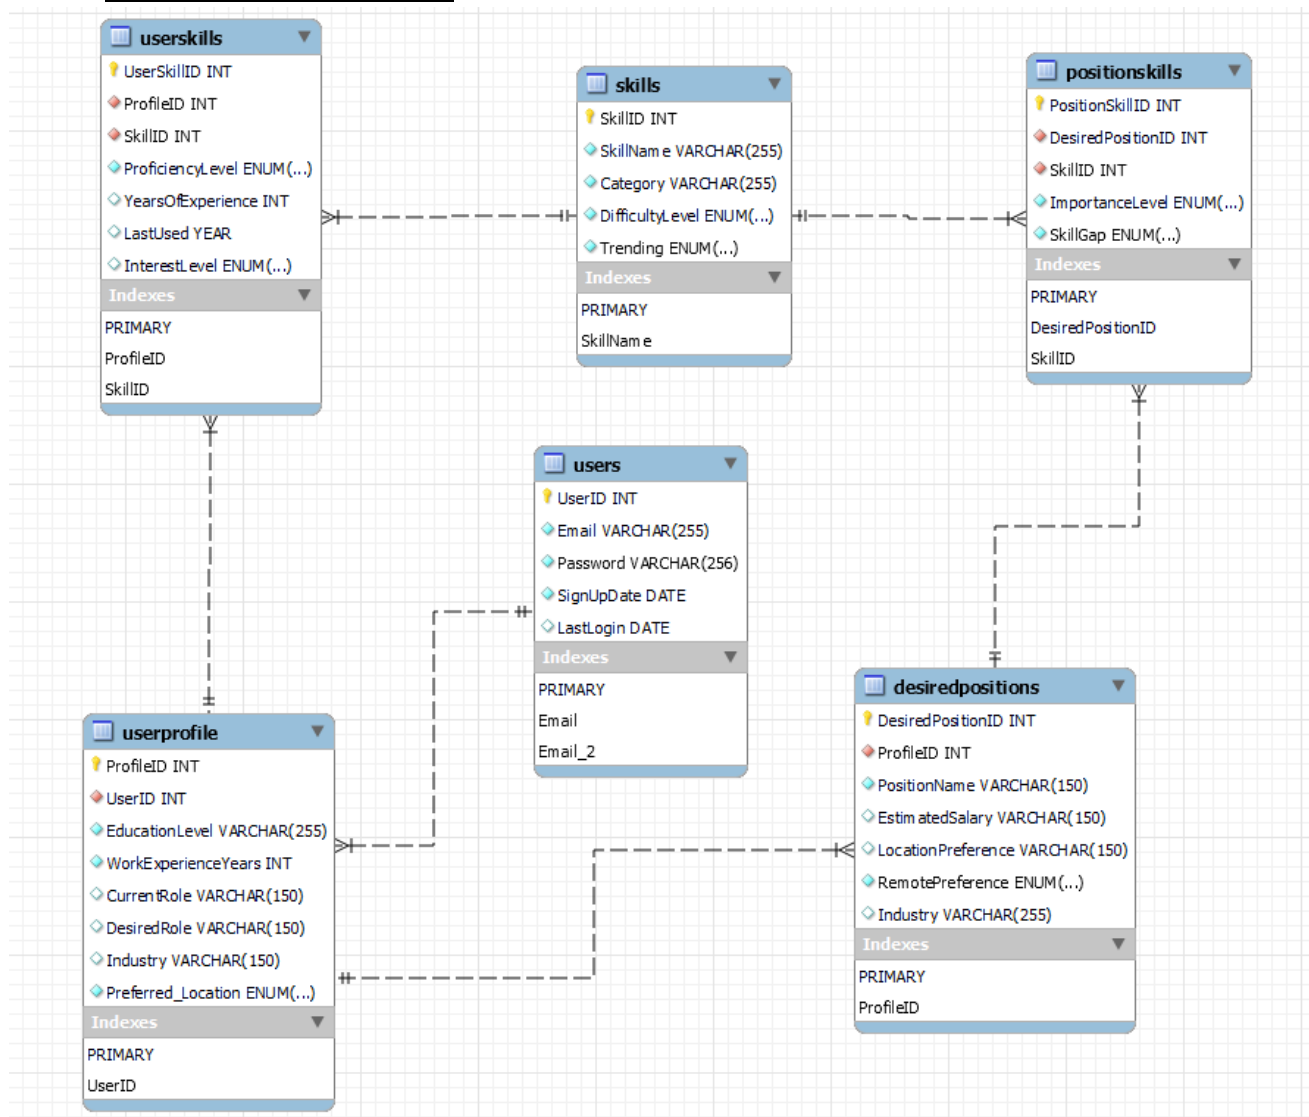 userskills
UserSkillID INT
ProfileID INT
SkillID INT
ProficiencyLevel ENUM(...)
YearsOfExperience INT
LastUsed YEAR
InterestLevel ENUM(...)
Indexes
PRIMARY
ProfileID
SkillID
skills
SkillID INT
SkillName VARCHAR(255)
Category VARCHAR(255)
DifficultyLevel ENUM(...)
Trending ENUM(...)
Indexes
PRIMARY
SkillName
positionskills
PositionSkillID INT
DesiredPositionID INT
SkillID INT
ImportanceLevel ENUM(...)
SkillGap ENUM(...)
Indexes
PRIMARY
DesiredPositionID
SkillID
users
UserID INT
Email VARCHAR(255)
Password VARCHAR(256)
SignUpDate DATE
LastLogin DATE
Indexes
PRIMARY
Email
Email_2
userprofile
ProfileID INT
UserID INT
EducationLevel VARCHAR(255)
WorkExperienceYears INT
CurrentRole VARCHAR(150)
DesiredRole VARCHAR(150)
Industry VARCHAR(150)
Preferred_Location ENUM(...)
Indexes
PRIMARY
UserID
desiredpositions
DesiredPositionID INT
ProfileID INT
PositionName VARCHAR(150)
EstimatedSalary VARCHAR(150)
LocationPreference VARCHAR(150)
RemotePreference ENUM(...)
Industry VARCHAR(255)
Indexes
PRIMARY
ProfileID